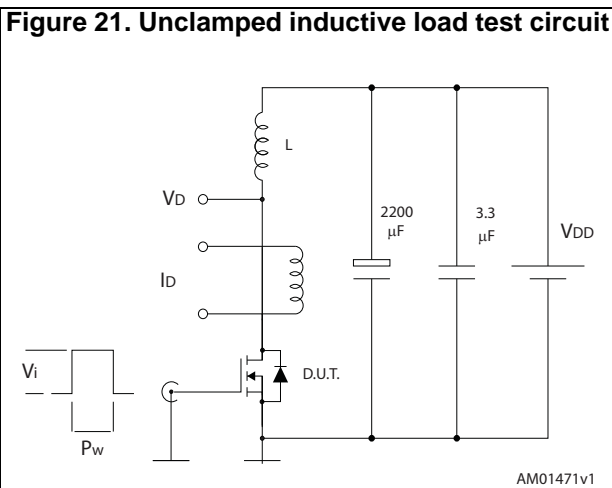 Figure 21. Unclamped inductive load test circuit
L
VD
2200
μF
3.3
μF
VDD
ID
Vi
D.U.T.
Pw
AM01471v1